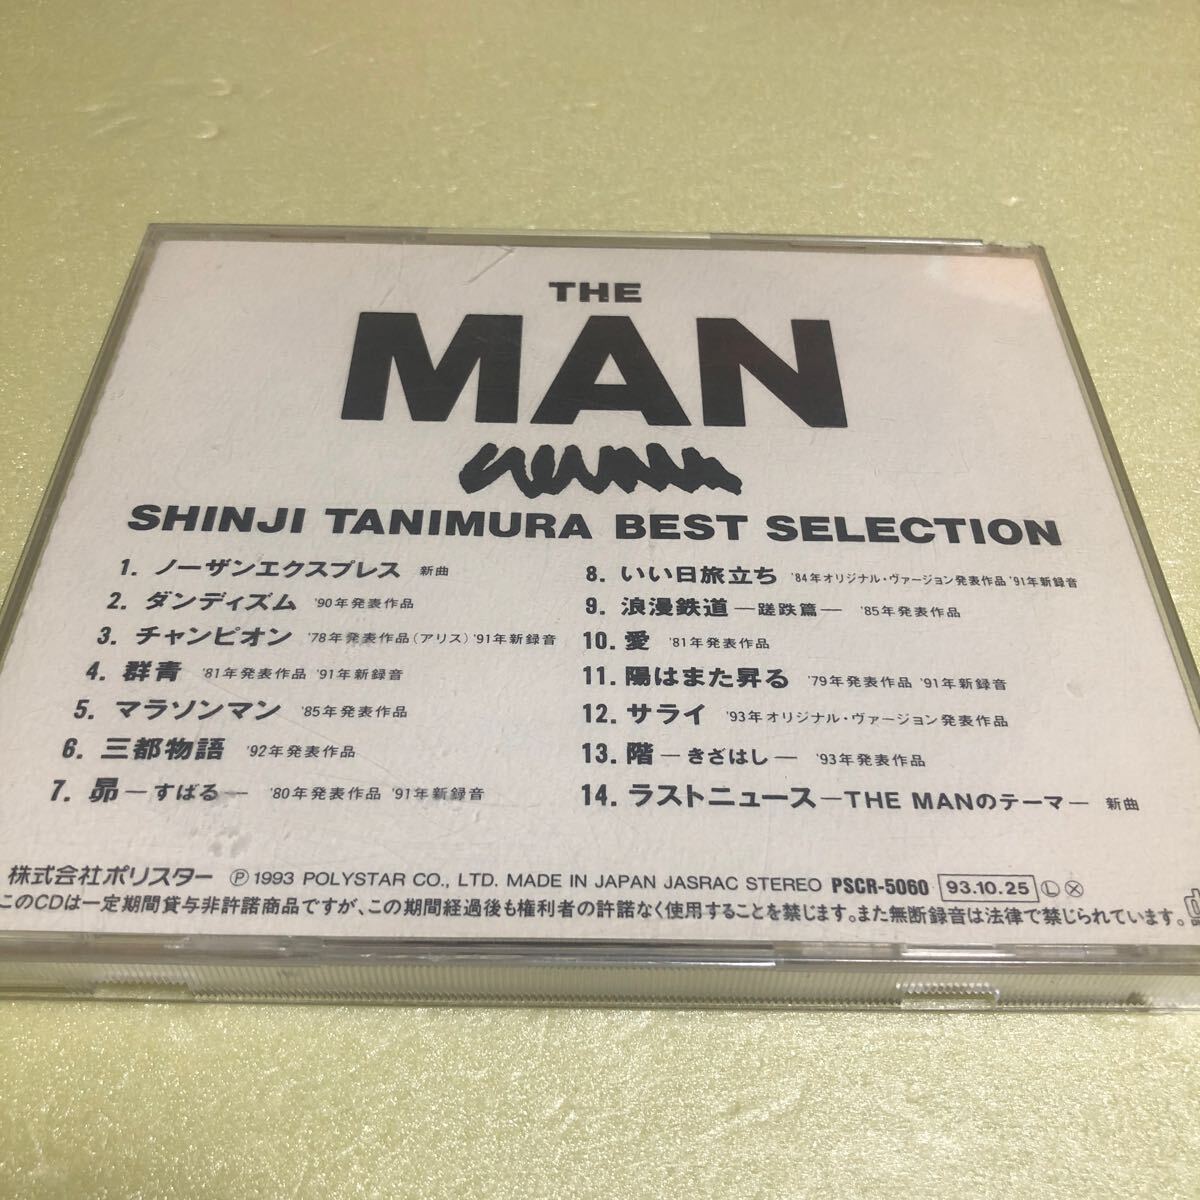 THE
MAN
SHINJI TANIMURA BEST SELECTION
1. ノーザンエクスプレス 新曲
2. ダンディズム '90年発表作品
3. チャンピオン '78年発表作品(アリス) '91年新録音
4. 群青 '81年発表作品 '91年新録音
5. マラソンマン '85年発表作品
6. 三都物語 '92年発表作品
7. 昴―すばる― '80年発表作品 '91年新録音
8. いい日旅立ち '84年オリジナル・ヴァージョン発表作品 '91年新録音
9. 浪漫鉄道―蹉跌篇― '85年発表作品
10. 愛 '81年発表作品
11. 陽はまた昇る '79年発表作品 '91年新録音
12. サライ '93年オリジナル・ヴァージョン発表作品
13. 階―きざはし― '93年発表作品
14. ラストニュース―THE MANのテーマ― 新曲
株式会社ポリスター Ⓟ1993 POLYSTAR CO., LTD. MADE IN JAPAN JASRAC STEREO PSCR-5060 93.10.25 Ⓛ Ⓧ
このCDは一定期間貸与非許諾商品ですが、この期間経過後も権利者の許諾なく使用することを禁じます。また無断録音は法律で禁じられています。